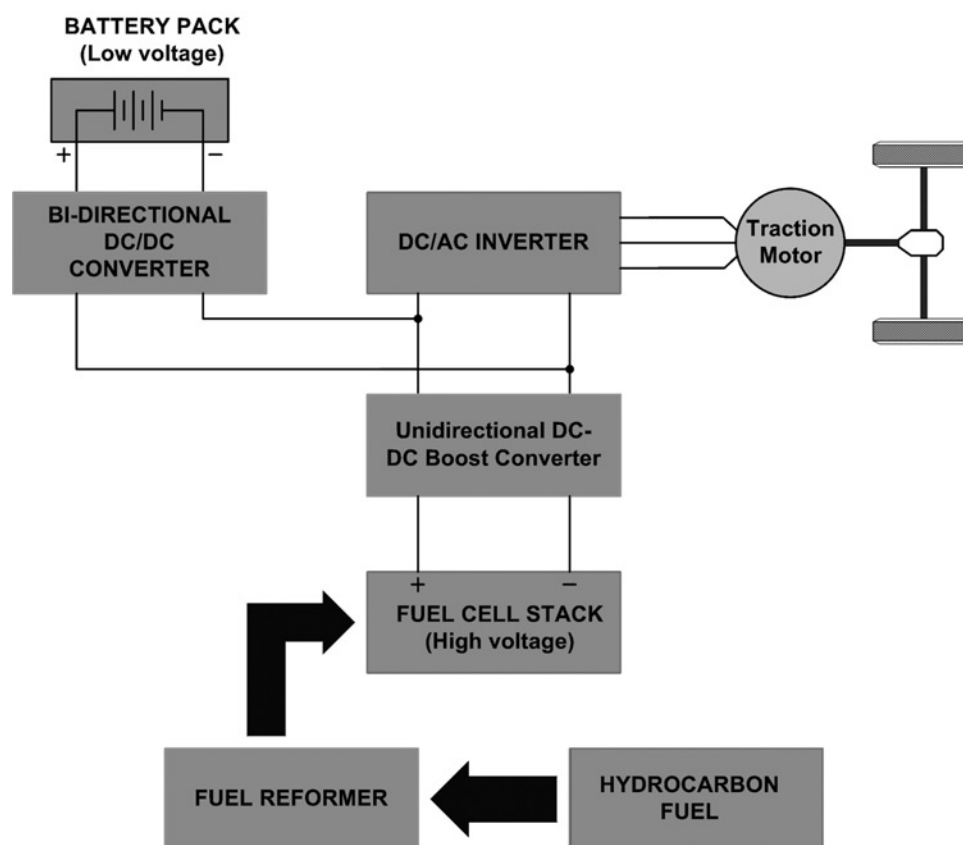 BATTERY PACK
(Low voltage)
+
−
BI-DIRECTIONAL
DC/DC
CONVERTER
DC/AC INVERTER
Traction
Motor
Unidirectional DC-
DC Boost Converter
+
−
FUEL CELL STACK
(High voltage)
FUEL REFORMER
HYDROCARBON
FUEL